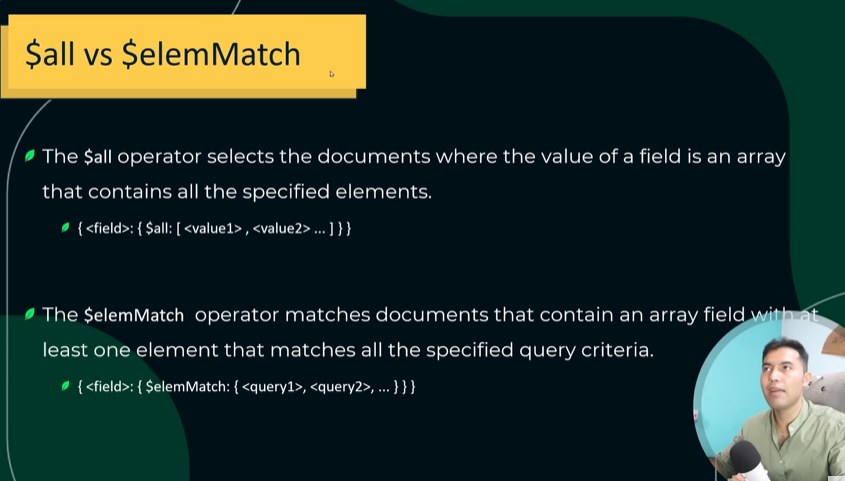 $all vs $elemMatch
The $all operator selects the documents where the value of a field is an array
that contains all the specified elements.
{ <field>: { $all: [ <value1> , <value2> ... ] } }
The $elemMatch operator matches documents that contain an array field with at
least one element that matches all the specified query criteria.
{ <field>: { $elemMatch: { <query1>, <query2>, ... } } }